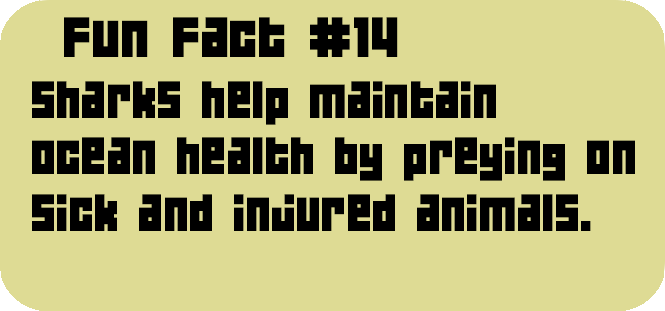 Fun Fact #14
Sharks help maintain
ocean health by preying on
sick and injured animals.